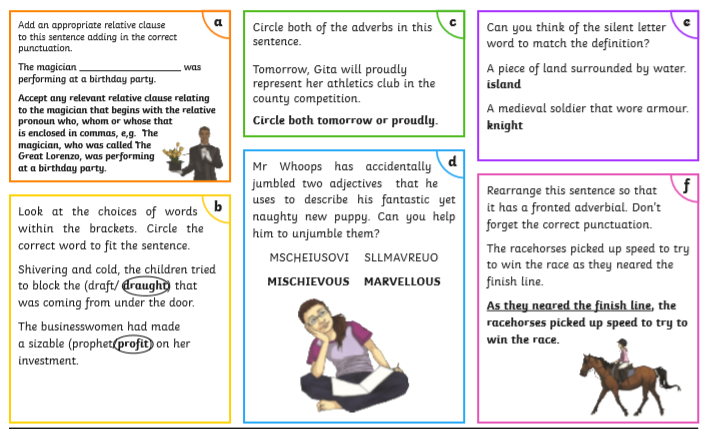 a
Add an appropriate relative clause
to this sentence adding in the correct
punctuation.
The magician ____________________ was
performing at a birthday party.
Accept any relevant relative clause relating
to the magician that begins with the relative
pronoun who, whom or whose that
is enclosed in commas, e.g. The
magician, who was called The
Great Lorenzo, was performing
at a birthday party.
b
Look at the choices of words
within the brackets. Circle the
correct word to fit the sentence.
Shivering and cold, the children tried
to block the (draft/ draught) that
was coming from under the door.
The businesswomen had made
a sizable (prophet/profit) on her
investment.
c
Circle both of the adverbs in this
sentence.
Tomorrow, Gita will proudly
represent her athletics club in the
county competition.
Circle both tomorrow or proudly.
d
Mr Whoops has accidentally
jumbled two adjectives that he
uses to describe his fantastic yet
naughty new puppy. Can you help
him to unjumble them?
MSCHEIUSOVI SLLMAVREUO
MISCHIEVOUS MARVELLOUS
e
Can you think of the silent letter
word to match the definition?
A piece of land surrounded by water.
island
A medieval soldier that wore armour.
knight
f
Rearrange this sentence so that
it has a fronted adverbial. Don't
forget the correct punctuation.
The racehorses picked up speed to try
to win the race as they neared the
finish line.
As they neared the finish line, the
racehorses picked up speed to try to
win the race.